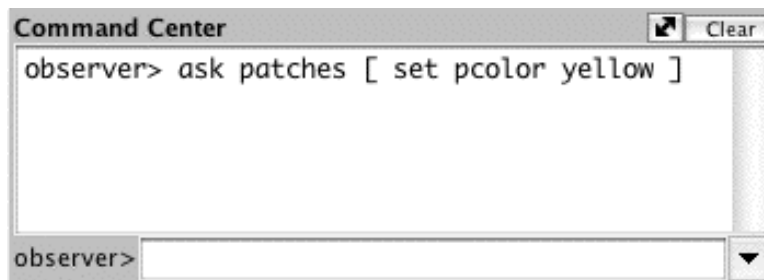 Command Center Clear
observer> ask patches [ set pcolor yellow ]
observer>